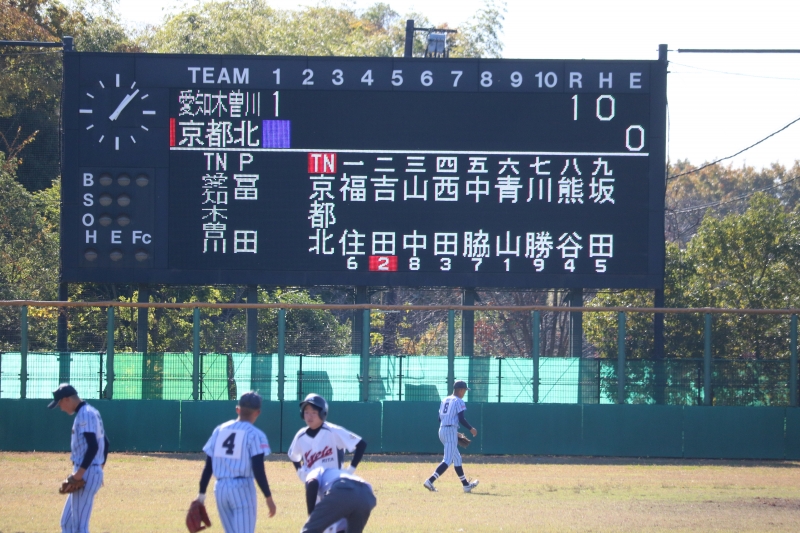 TEAM 1 2 3 4 5 6 7 8 9 10 R H E
愛知木曽川 1 1 0
京都北 0
TN P TN 一 二 三 四 五 六 七 八 九
愛知木曽川 冨田 京都北 福住 吉田 山中 西田 中脇 青山 川勝 熊谷 坂田
6 2 8 3 7 1 9 4 5
B
S
O
H E Fc
4
8